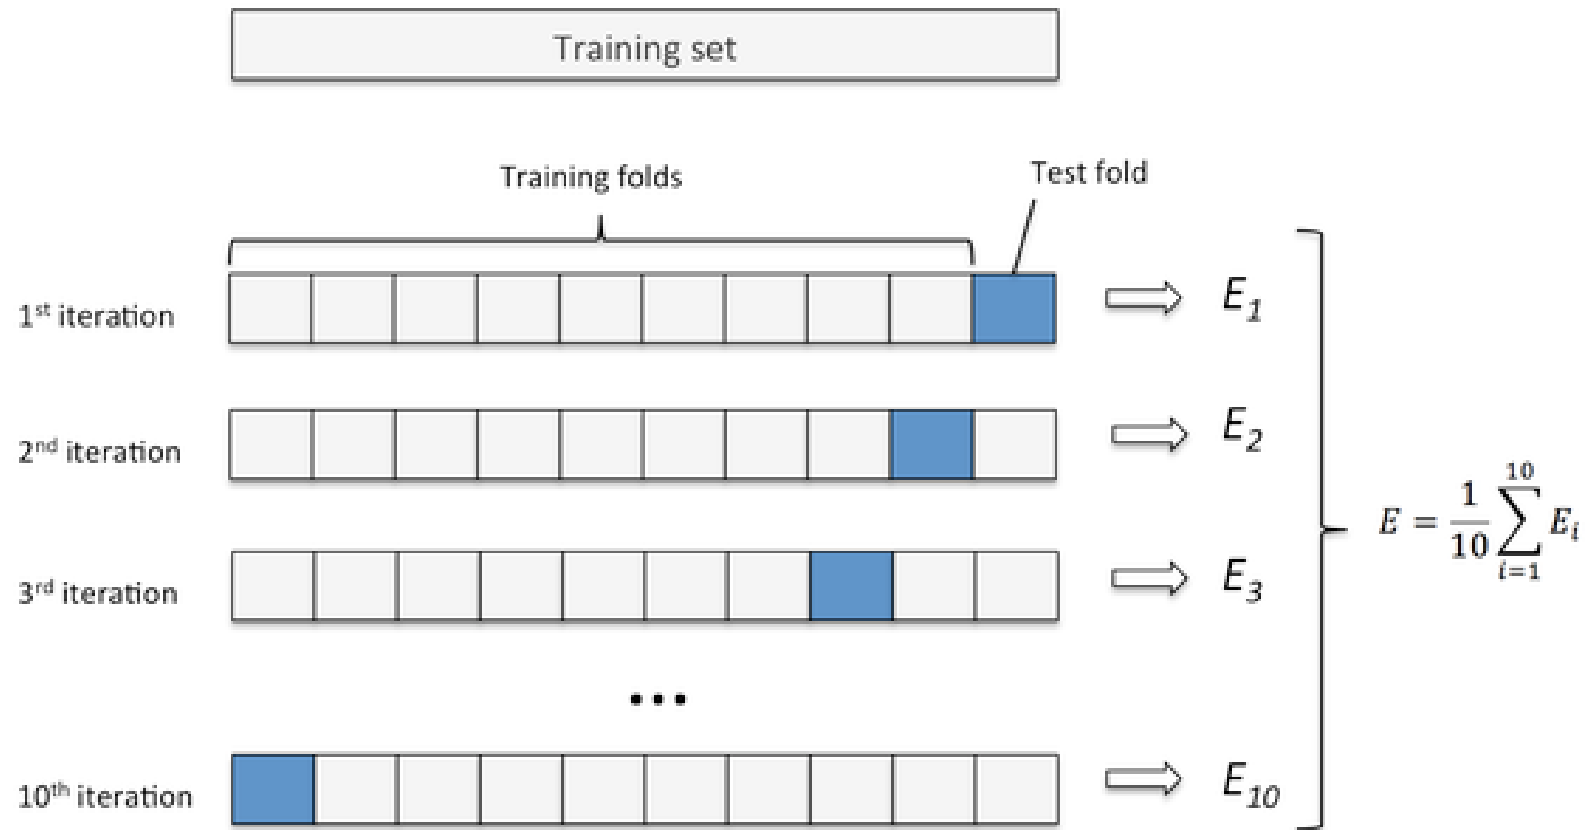 Training set
Training folds
Test fold
1st iteration
E1
2nd iteration
E2
3rd iteration
E3
E = 1/10 ∑_{i=1}^{10} Ei
...
10th iteration
E10